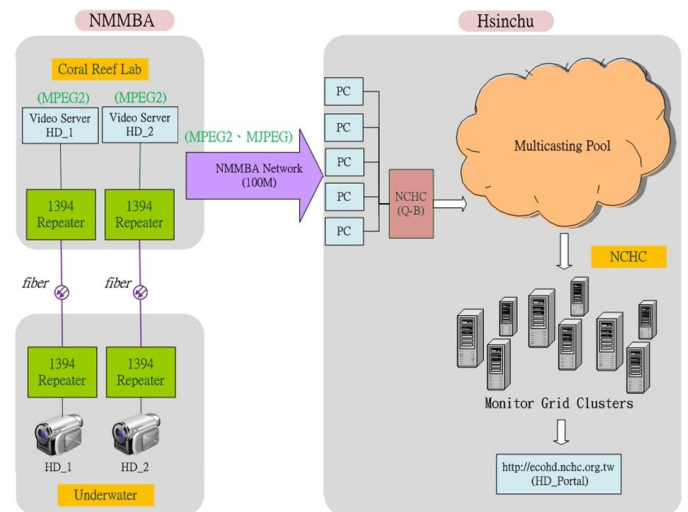 NMMBA
Hsinchu
Coral Reef Lab
(MPEG2)
(MPEG2)
Video Server
HD_1
Video Server
HD_2
1394
Repeater
1394
Repeater
fiber
fiber
1394
Repeater
1394
Repeater
HD_1
HD_2
Underwater
(MPEG2、MJPEG)
NMMBA Network
(100M)
PC
PC
PC
PC
PC
NCHC
(Q-B)
Multicasting Pool
NCHC
Monitor Grid Clusters
http://ecohd.nchc.org.tw
(HD_Portal)